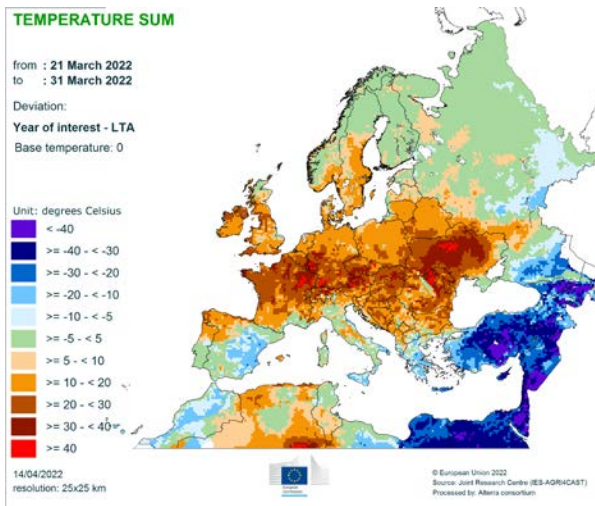 TEMPERATURE SUM
from : 21 March 2022
to : 31 March 2022
Deviation:
Year of interest - LTA
Base temperature: 0
Unit: degrees Celsius
< -40
>= -40 - < -30
>= -30 - < -20
>= -20 - < -10
>= -10 - < -5
>= -5 - < 5
>= 5 - < 10
>= 10 - < 20
>= 20 - < 30
>= 30 - < 40
>= 40
14/04/2022
resolution: 25x25 km
European
Commission
© European Union 2022
Source: Joint Research Centre (IES-AGRI4CAST)
Processed by: Alterra consortium